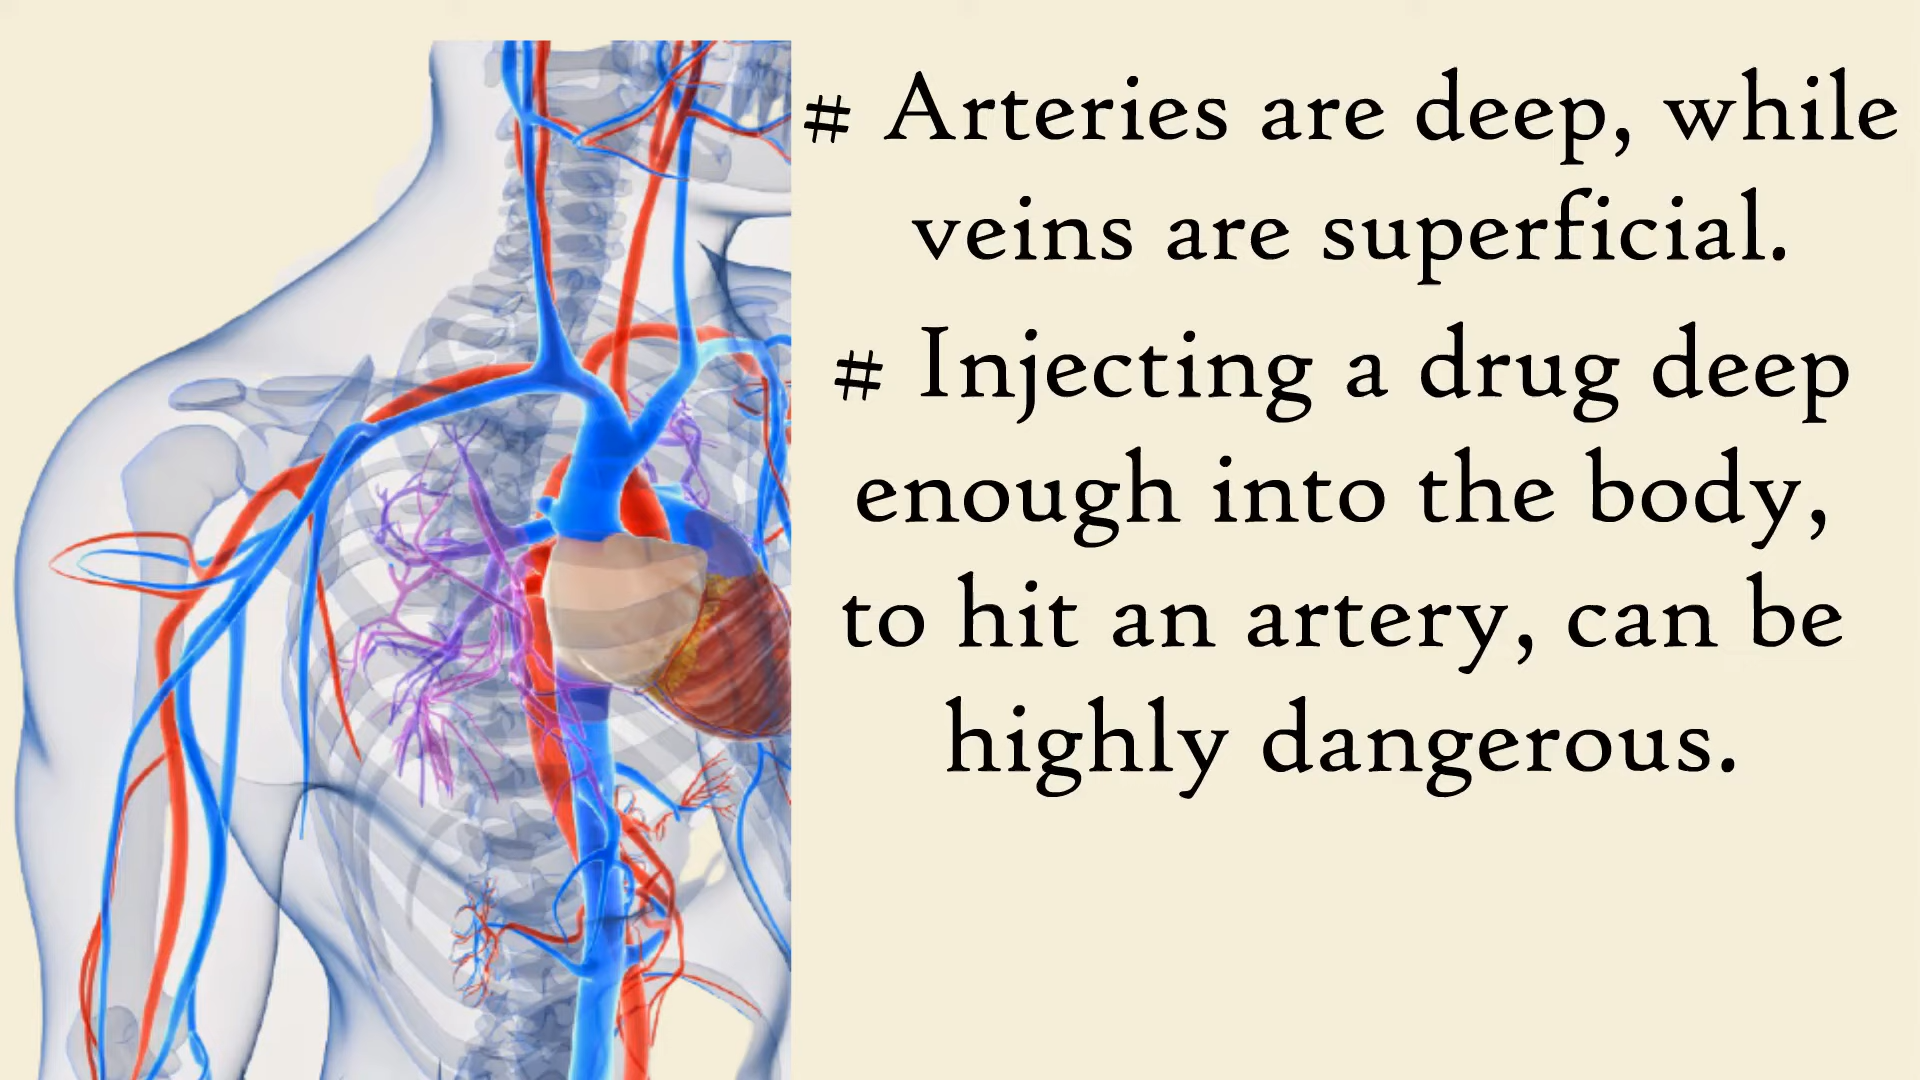 # Arteries are deep, while
veins are superficial.
# Injecting a drug deep
enough into the body,
to hit an artery, can be
highly dangerous.